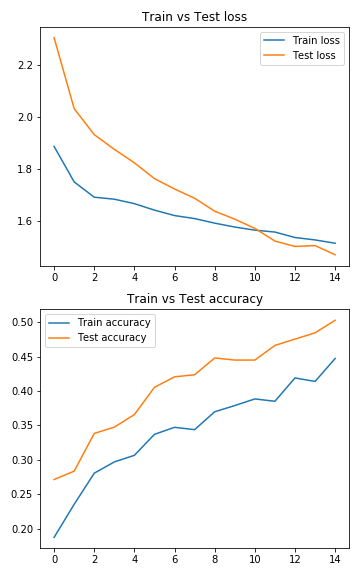 Train vs Test loss
Train loss
Test loss
2.2
2.0
1.8
1.6
0 2 4 6 8 10 12 14
Train vs Test accuracy
Train accuracy
Test accuracy
0.50
0.45
0.40
0.35
0.30
0.25
0.20
0 2 4 6 8 10 12 14